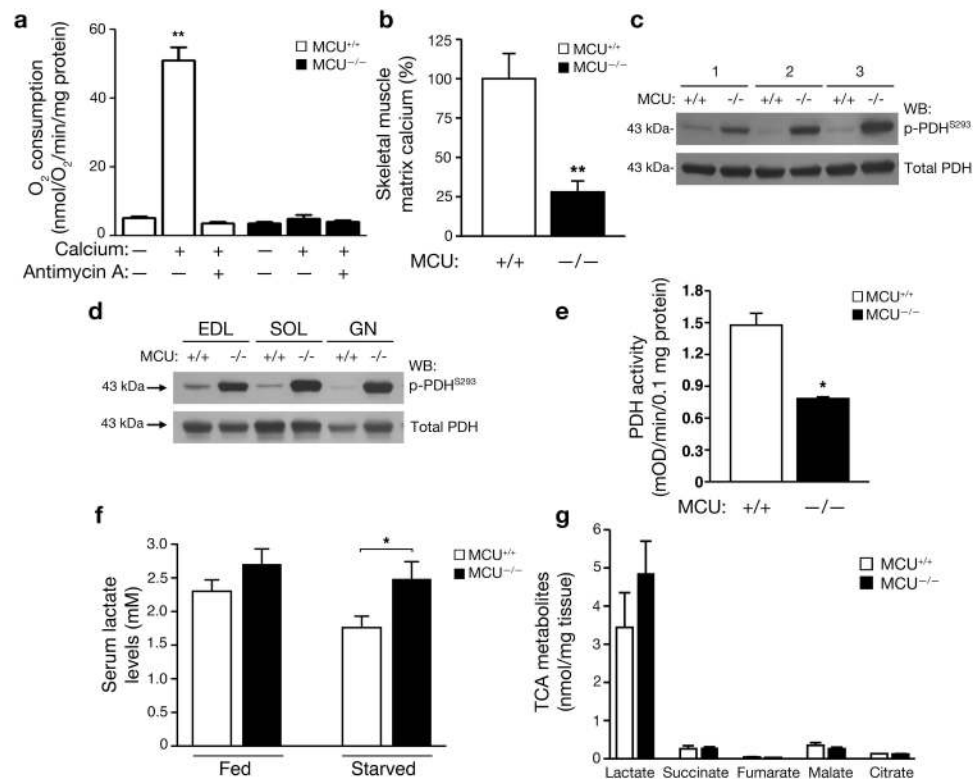 a
O2 consumption
(nmol/O2/min/mg protein)
60
40
20
0
**
MCU+/+
MCU−/−
Calcium: − + + − + +
Antimycin A: − − + − − +
b
Skeletal muscle
matrix calcium (%)
125
100
75
50
25
0
**
MCU+/+
MCU−/−
MCU: +/+ −/−
c
1 2 3
MCU: +/+ -/- +/+ -/- +/+ -/-
WB:
43 kDa- p-PDHS293
43 kDa- Total PDH
d
EDL SOL GN
MCU: +/+ -/- +/+ -/- +/+ -/-
WB:
43 kDa p-PDHS293
43 kDa Total PDH
e
PDH activity
(mOD/min/0.1 mg protein)
1.8
1.5
1.2
0.9
0.6
0.3
0
*
MCU+/+
MCU−/−
MCU: +/+ −/−
f
Serum lactate
levels (mM)
3.0
2.5
2.0
1.5
1.0
0.5
0
*
MCU+/+
MCU−/−
Fed Starved
g
TCA metabolites
(nmol/mg tissue)
6
5
4
3
2
1
0
MCU+/+
MCU−/−
Lactate Succinate Fumarate Malate Citrate